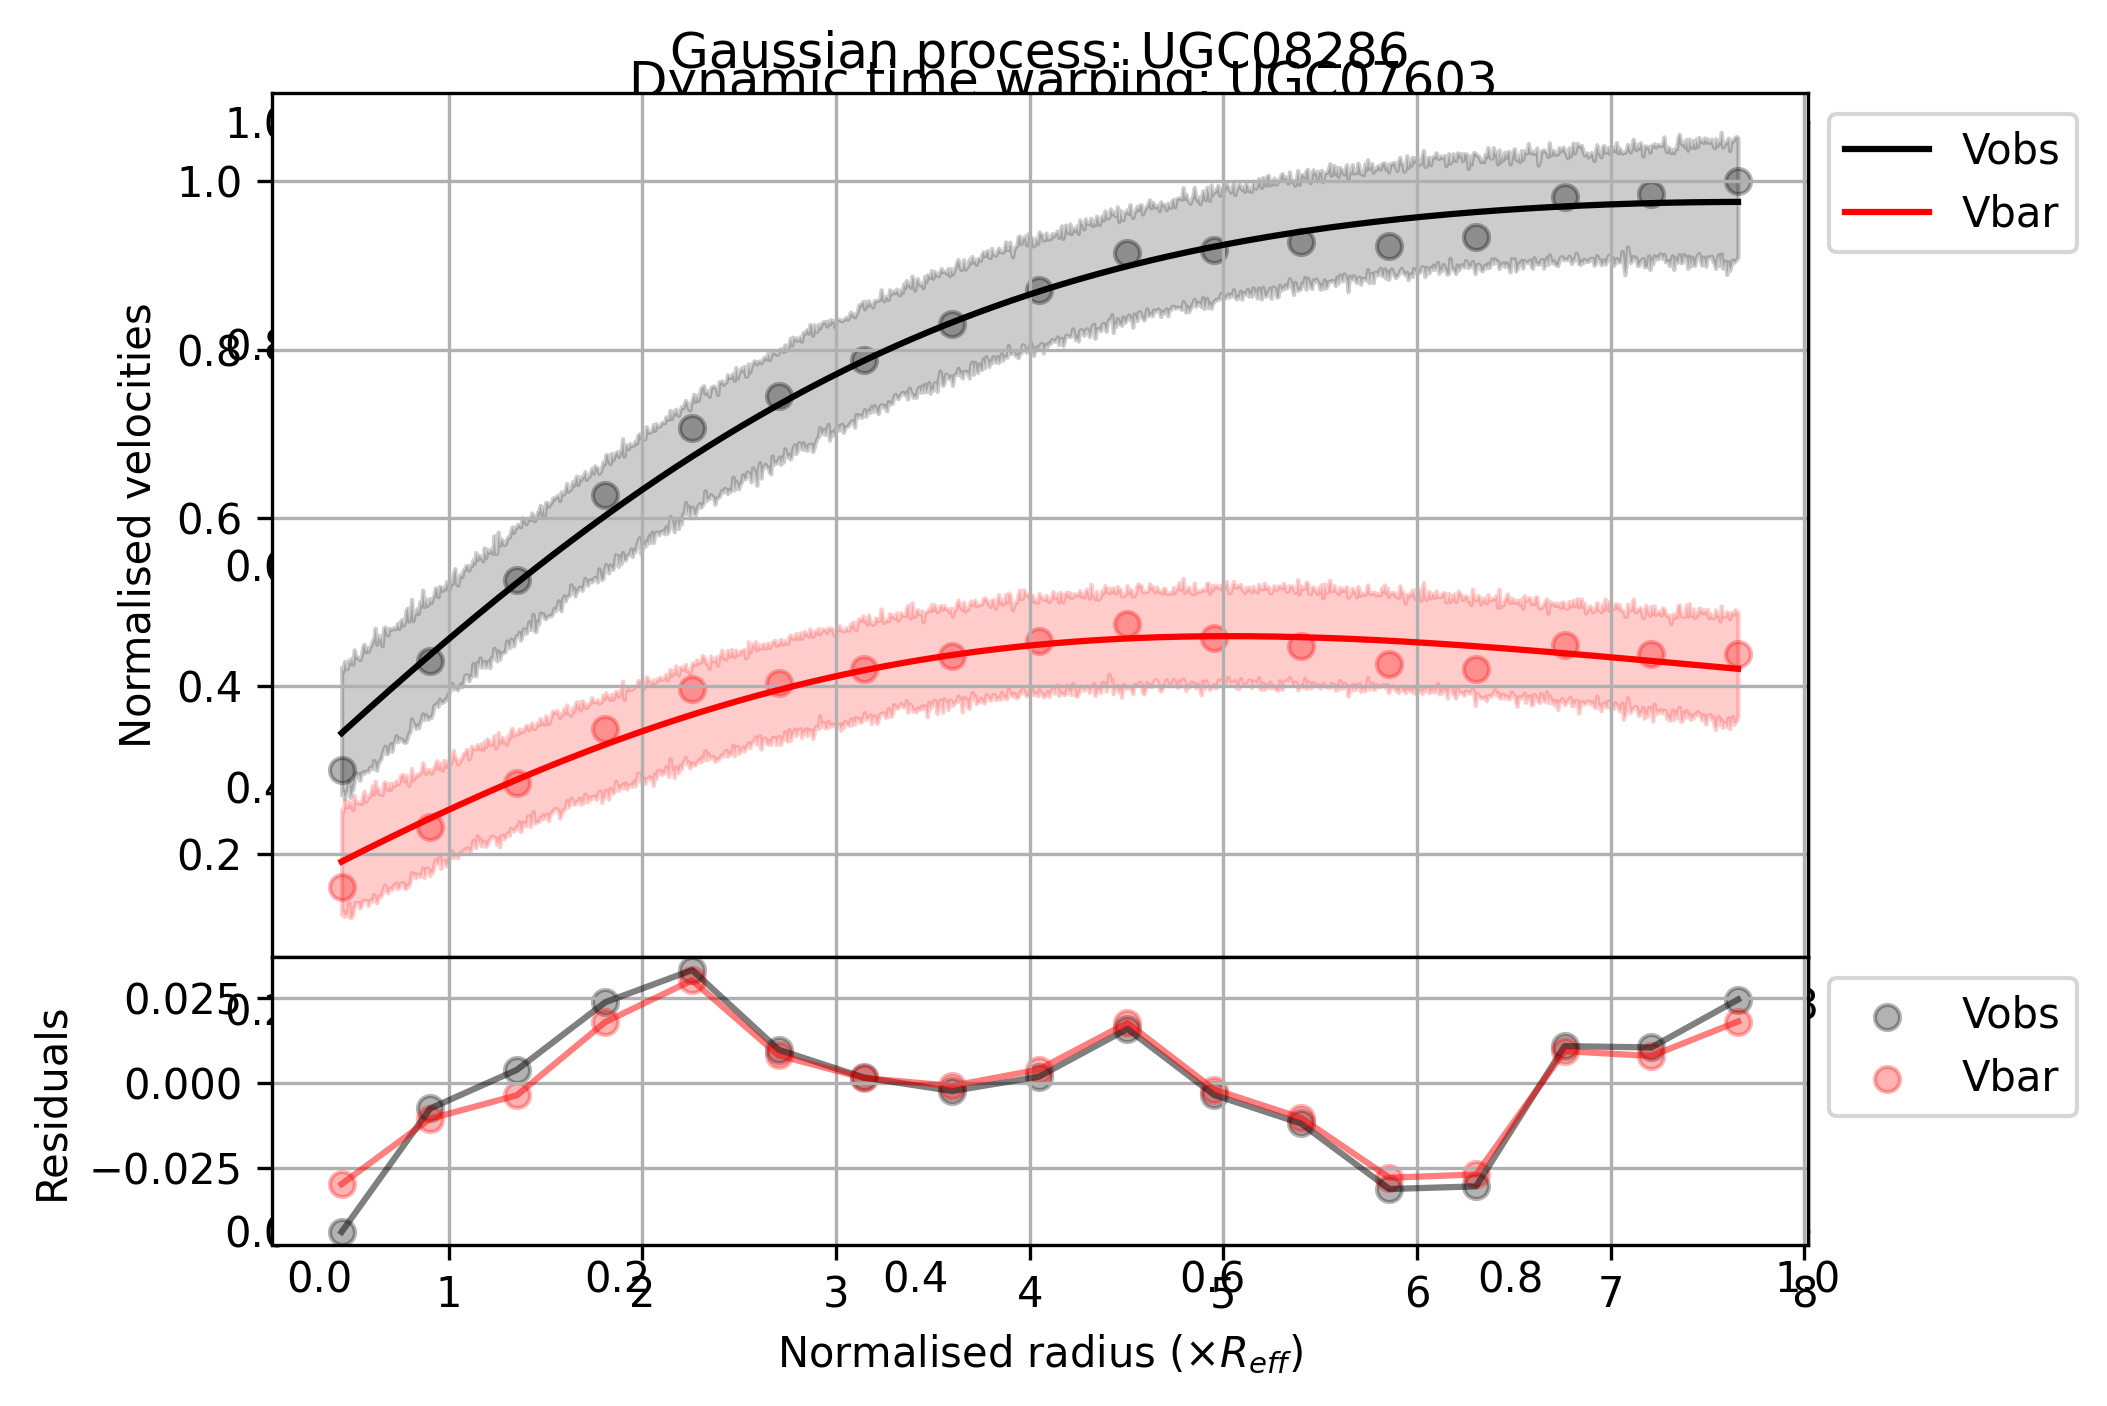 Gaussian process: UGC08286
Dynamic time warping: UGC07603
Normalised velocities
1.0
0.8
0.6
0.4
0.2
Vobs
Vbar
Residuals
0.025
0.000
−0.025
Vobs
Vbar
0.0 0.2 0.4 0.6 0.8 1.0
1 2 3 4 5 6 7 8
Normalised radius (×R_eff)